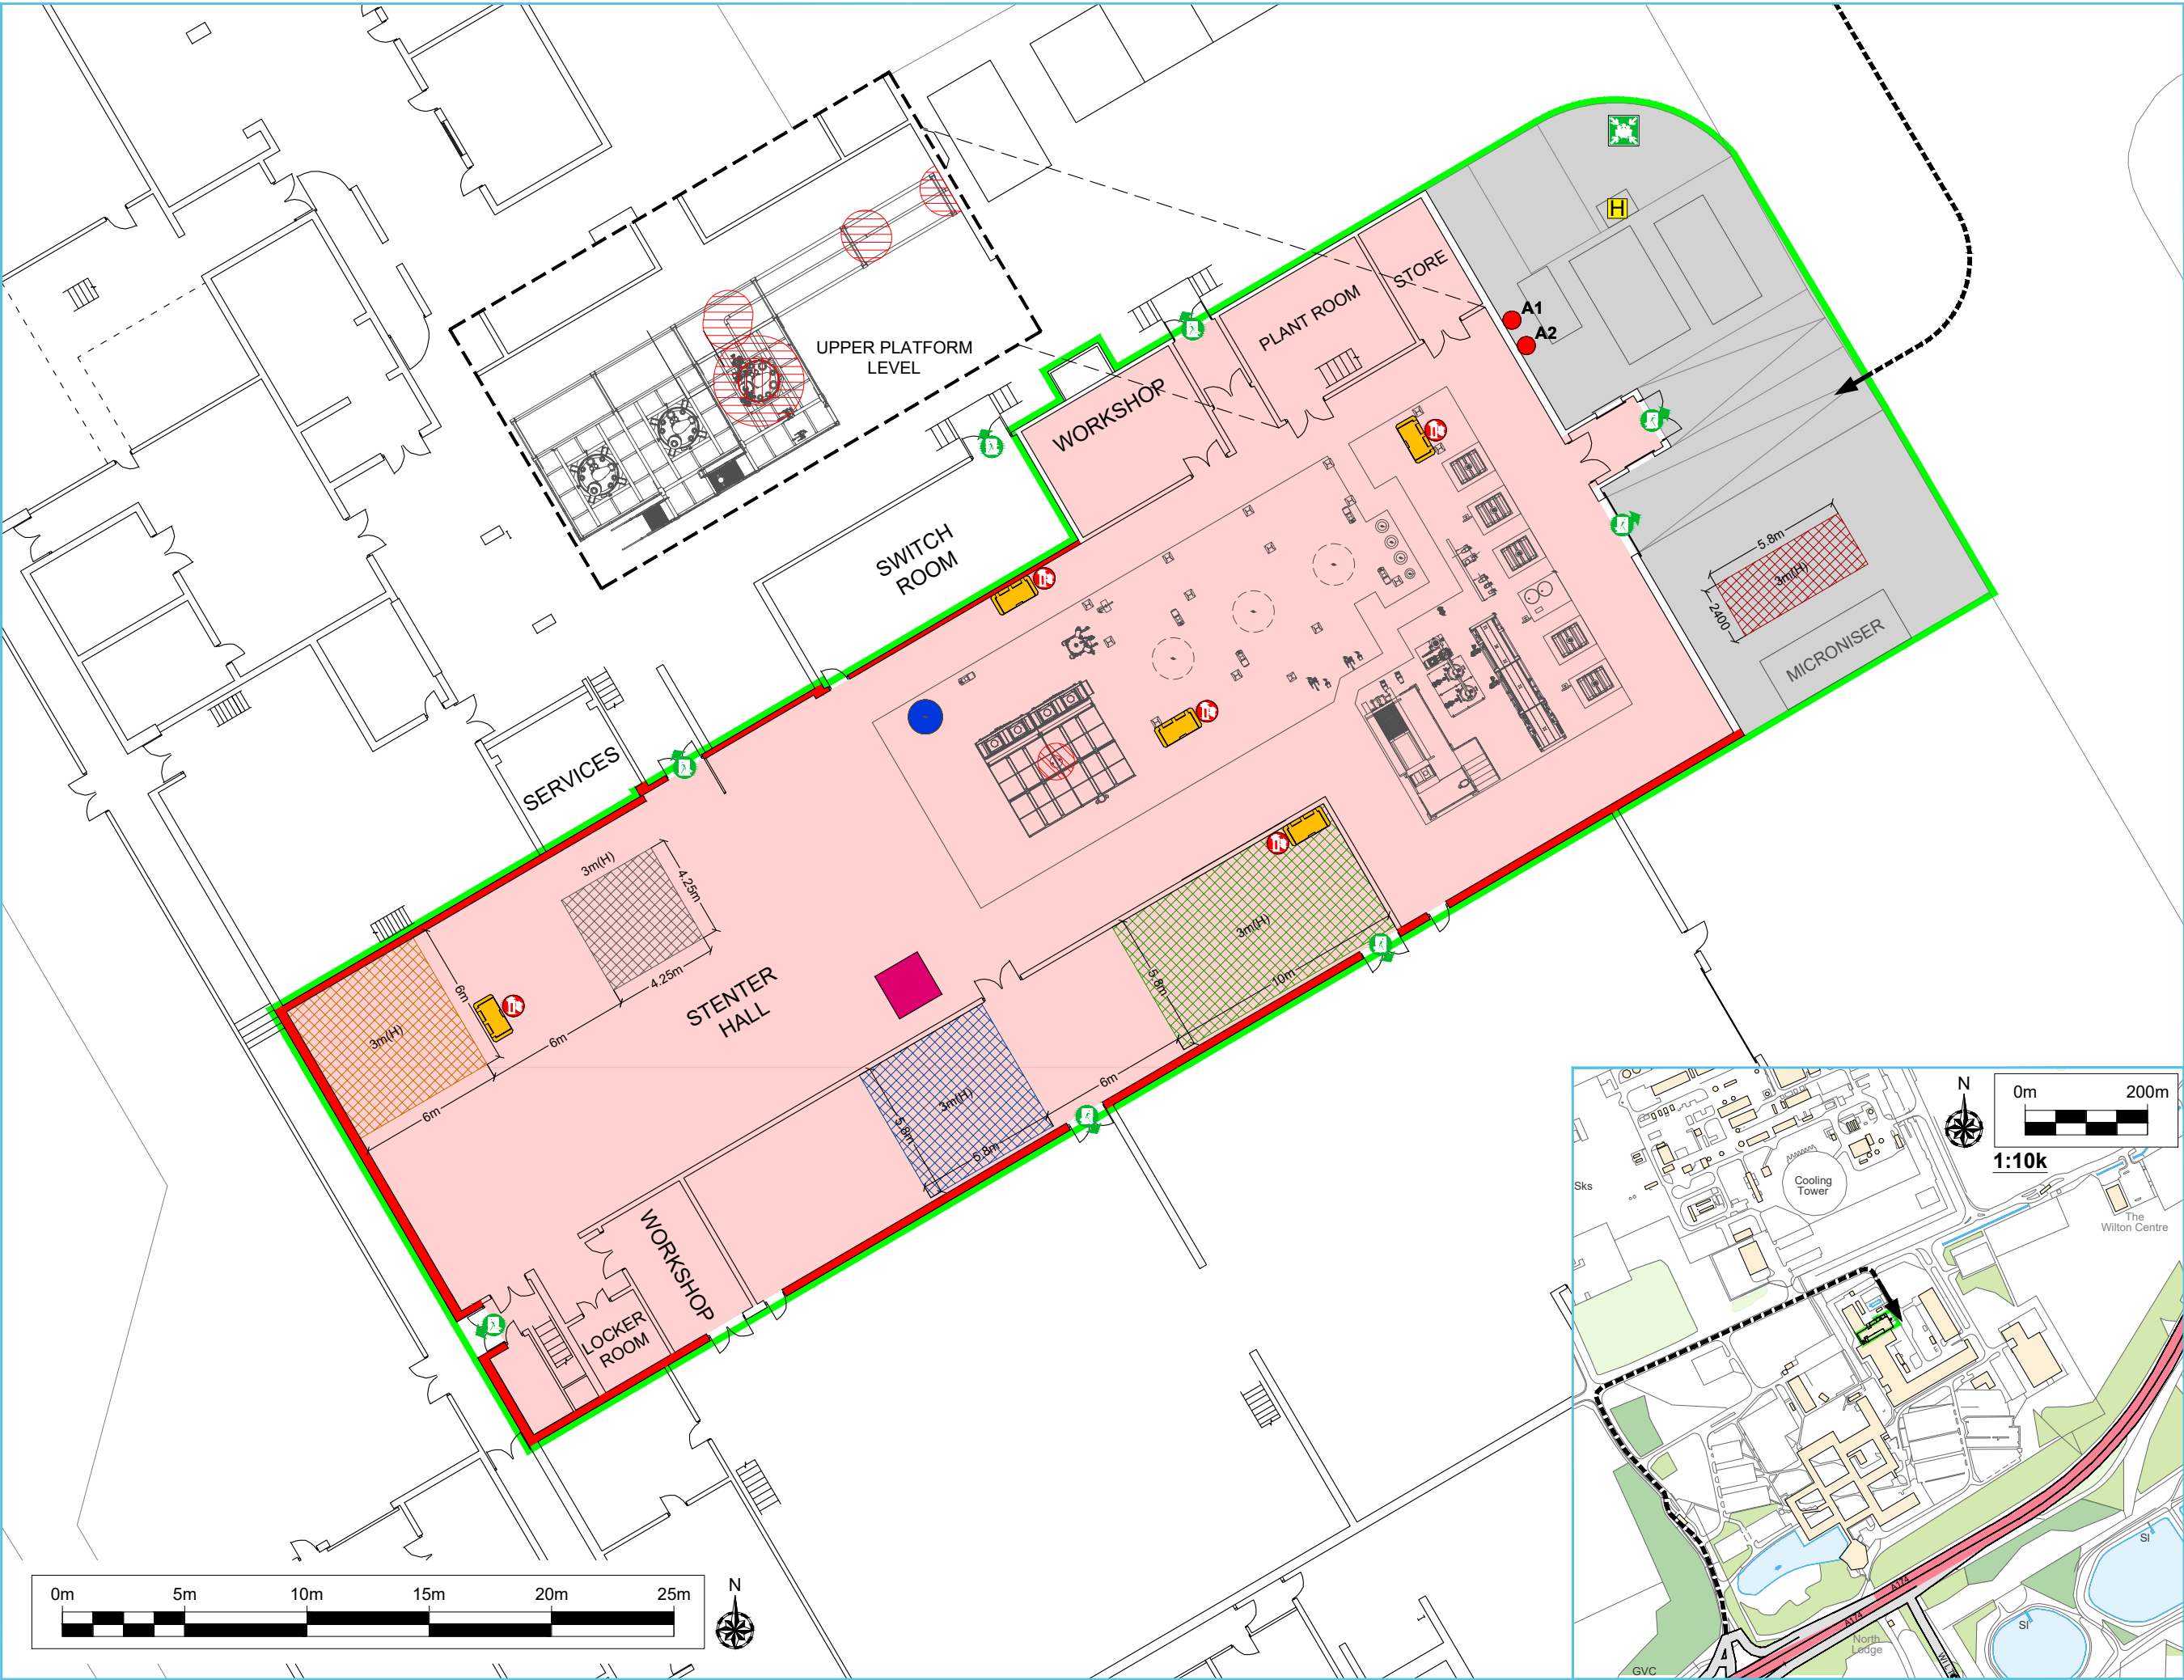 UPPER PLATFORM
LEVEL
STORE
PLANT ROOM
WORKSHOP
H
A1
A2
SWITCH
ROOM
5.8m
3m(H)
2400
MICRONISER
SERVICES
3m(H)
4.25m
4.25m
3m(H)
6m
6m
6m
STENTER
HALL
3m(H)
5.8m
10m
3m(H)
5.8m
5.8m
6m
WORKSHOP
LOCKER
ROOM
0m 5m 10m 15m 20m 25m
N
N
0m 200m
1:10k
Sks
Cooling
Tower
The
Wilton Centre
A174
A174
North
Lodge
GVC
Sl
Sl